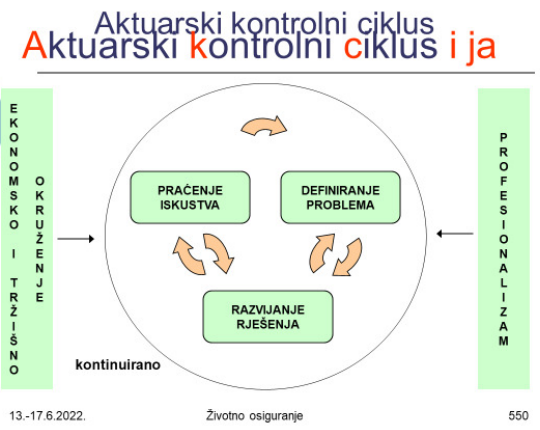 Aktuarski kontrolni ciklus
Aktuarski kontrolni ciklus i ja
EKONOMSKO I TRŽIŠNO
OKRUŽENJE
PRAĆENJE
ISKUSTVA
DEFINIRANJE
PROBLEMA
RAZVIJANJE
RJEŠENJA
kontinuirano
PROFESIONALIZAM
13.-17.6.2022.
Životno osiguranje
550